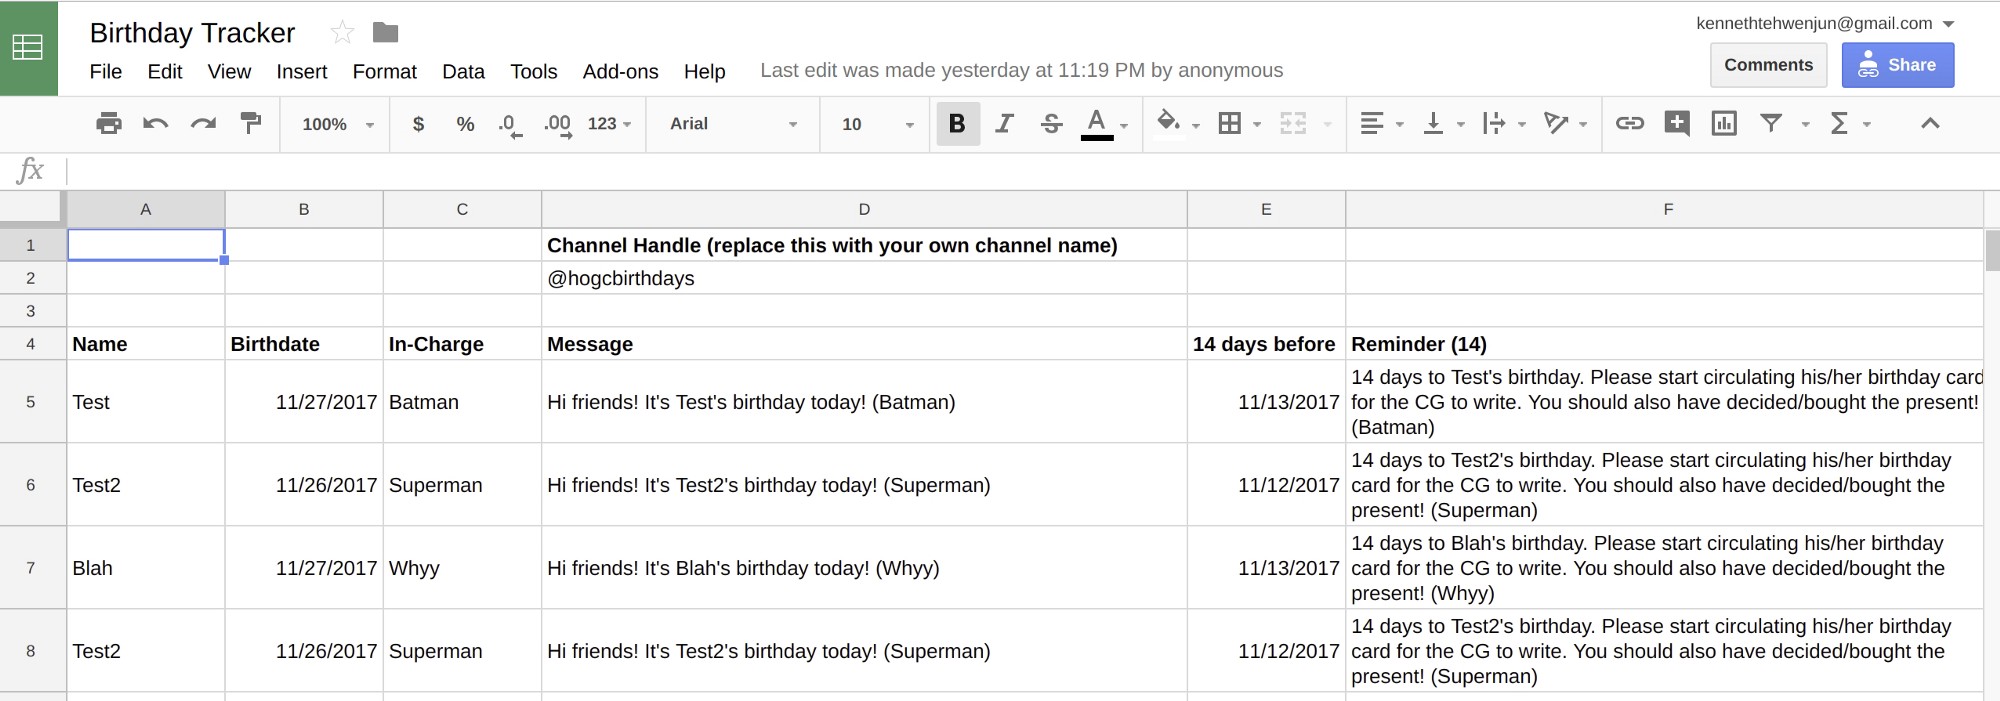 Birthday Tracker
kennethtehwenjun@gmail.com
File Edit View Insert Format Data Tools Add-ons Help Last edit was made yesterday at 11:19 PM by anonymous
Comments Share
100% $ % .0 .00 123 Arial 10 B I S A Σ
fx
A B C D E F
1 Channel Handle (replace this with your own channel name)
2 @hogcbirthdays
3
4 Name Birthdate In-Charge Message 14 days before Reminder (14)
14 days to Test's birthday. Please start circulating his/her birthday card
5 Test 11/27/2017 Batman Hi friends! It's Test's birthday today! (Batman) 11/13/2017 for the CG to write. You should also have decided/bought the present!
(Batman)
14 days to Test2's birthday. Please start circulating his/her birthday
6 Test2 11/26/2017 Superman Hi friends! It's Test2's birthday today! (Superman) 11/12/2017 card for the CG to write. You should also have decided/bought the
present! (Superman)
14 days to Blah's birthday. Please start circulating his/her birthday
7 Blah 11/27/2017 Whyy Hi friends! It's Blah's birthday today! (Whyy) 11/13/2017 card for the CG to write. You should also have decided/bought the
present! (Whyy)
14 days to Test2's birthday. Please start circulating his/her birthday
8 Test2 11/26/2017 Superman Hi friends! It's Test2's birthday today! (Superman) 11/12/2017 card for the CG to write. You should also have decided/bought the
present! (Superman)